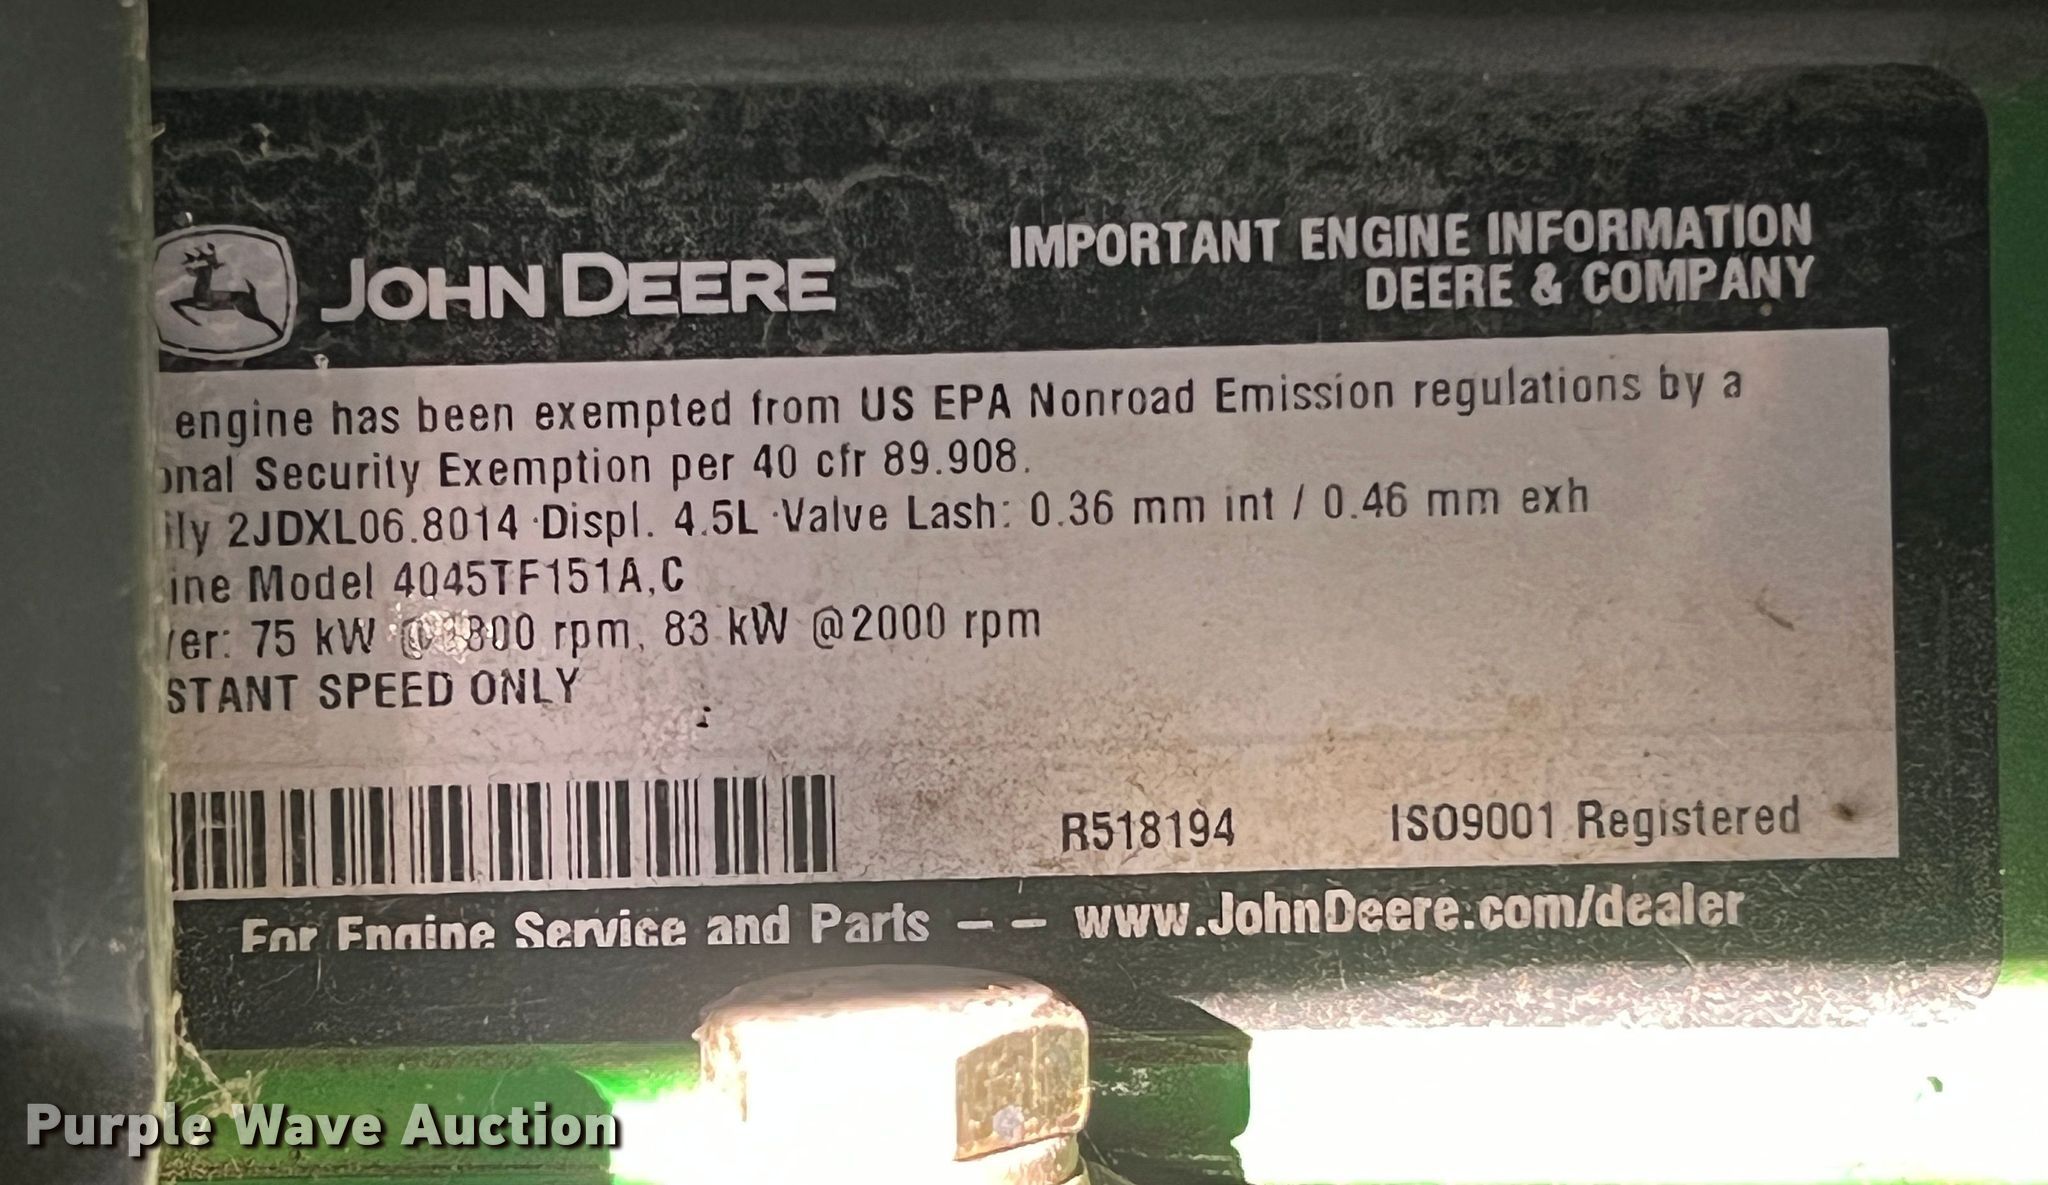 JOHN DEERE
IMPORTANT ENGINE INFORMATION
DEERE & COMPANY
engine has been exempted from US EPA Nonroad Emission regulations by a
onal Security Exemption per 40 cfr 89.908.
ily 2JDXL06.8014 ·Displ. 4.5L ·Valve Lash: 0.36 mm int / 0.46 mm exh
ine Model 4045TF151A,C
er: 75 kW @1800 rpm, 83 kW @2000 rpm
STANT SPEED ONLY
R518194
ISO9001 Registered
For Engine Service and Parts – – www.JohnDeere.com/dealer
Purple Wave Auction